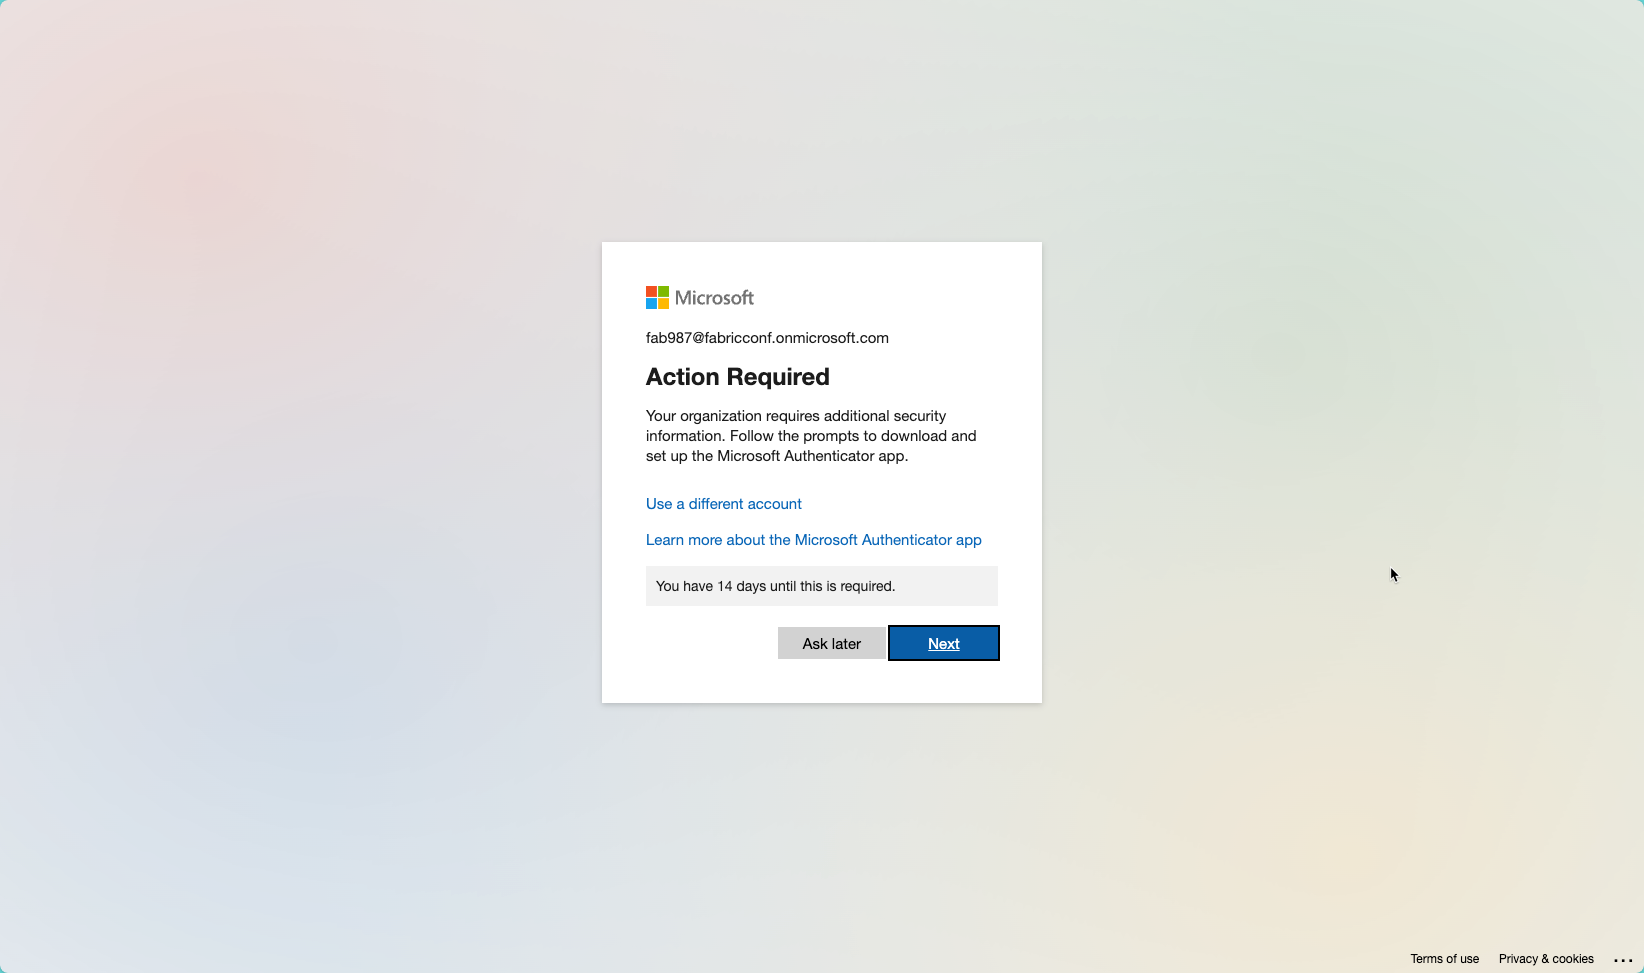 Microsoft
fab987@fabricconf.onmicrosoft.com
Action Required
Your organization requires additional security
information. Follow the prompts to download and
set up the Microsoft Authenticator app.
Use a different account
Learn more about the Microsoft Authenticator app
You have 14 days until this is required.
Ask later
Next
Terms of use
Privacy & cookies
...